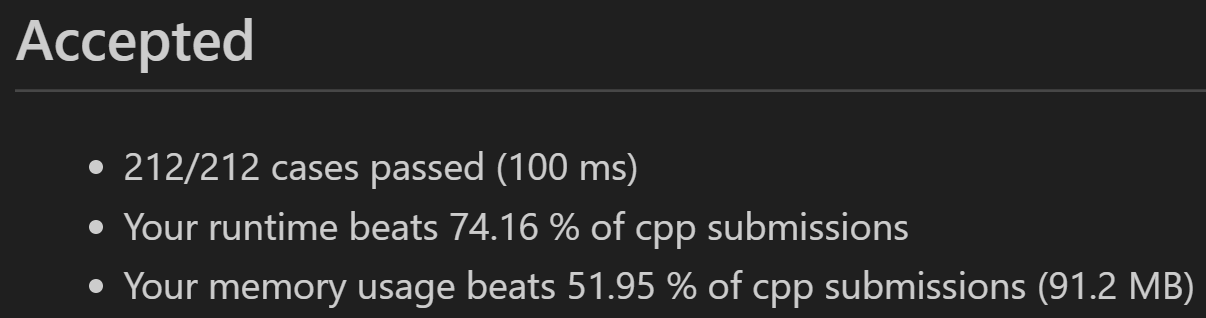 Accepted
212/212 cases passed (100 ms)
Your runtime beats 74.16 % of cpp submissions
Your memory usage beats 51.95 % of cpp submissions (91.2 MB)